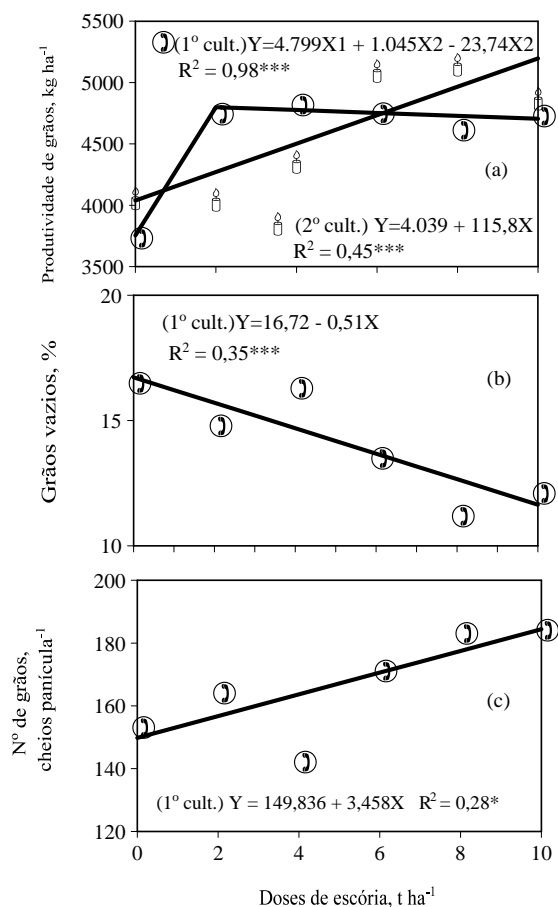 5500
5000
4500
4000
3500
Produtividade de grãos, kg ha⁻¹
(1º cult.)Y=4.799X1 + 1.045X2 - 23,74X2
R² = 0,98***
(a)
(2º cult.) Y=4.039 + 115,8X
R² = 0,45***
20
15
10
Grãos vazios, %
(1º cult.)Y=16,72 - 0,51X
R² = 0,35***
(b)
200
180
160
140
120
Nº de grãos,
cheios panícula⁻¹
(c)
(1º cult.) Y = 149,836 + 3,458X R² = 0,28*
0 2 4 6 8 10
Doses de escória, t ha⁻¹